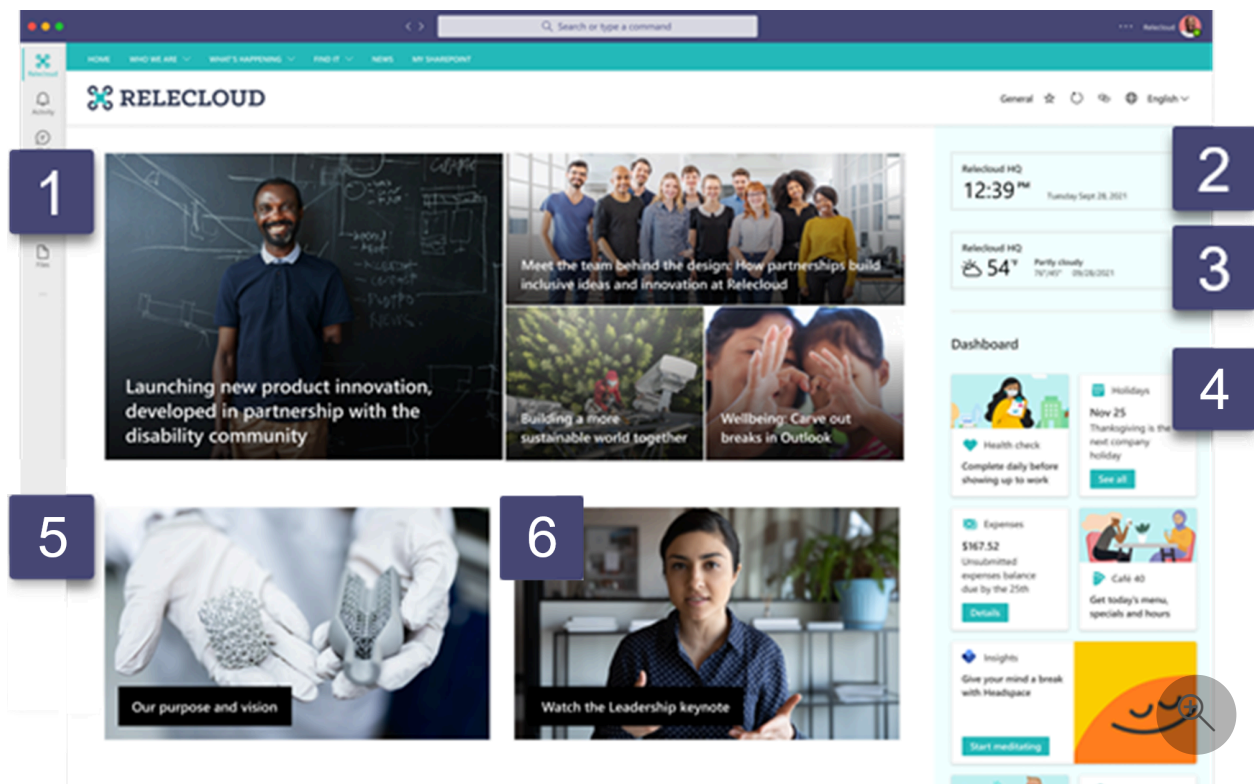 Search or type a command
Relecloud
Relecloud
HOME WHO WE ARE WHAT'S HAPPENING FIND IT NEWS MY SHAREPOINT
Activity
RELECLOUD
General English
1
2
3
4
5
6
Files
Launching new product innovation,
developed in partnership with the
disability community
Meet the team behind the design: How partnerships build
inclusive ideas and innovation at Relecloud
Building a more
sustainable world together
Wellbeing: Carve out
breaks in Outlook
Our purpose and vision
Watch the Leadership keynote
Relecloud HQ
12:39 PM Tuesday Sept 28, 2021
Relecloud HQ
54 °F Partly cloudy
09/28/2021
Dashboard
Health check
Complete daily before
showing up to work
Holidays
Nov 25
Thanksgiving is the
next company
holiday
See all
Expenses
$167.52
Unsubmitted
expenses balance
due by the 25th
Details
Café 40
Get today's menu,
specials and hours
Insights
Give your mind a break
with Headspace
Start meditating